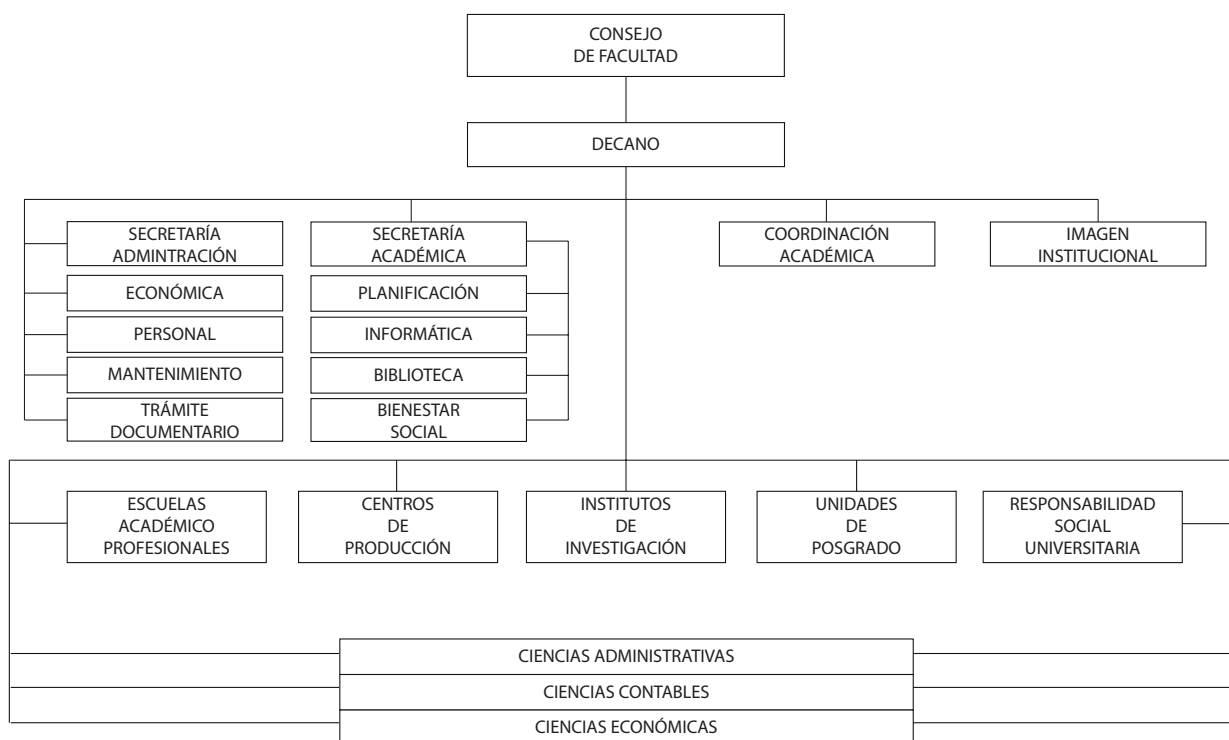 CONSEJO
DE FACULTAD
DECANO
SECRETARÍA
ADMINTRACIÓN
SECRETARÍA
ACADÉMICA
COORDINACIÓN
ACADÉMICA
IMAGEN
INSTITUCIONAL
ECONÓMICA
PLANIFICACIÓN
PERSONAL
INFORMÁTICA
MANTENIMIENTO
BIBLIOTECA
TRÁMITE
DOCUMENTARIO
BIENESTAR
SOCIAL
ESCUELAS
ACADÉMICO
PROFESIONALES
CENTROS
DE
PRODUCCIÓN
INSTITUTOS
DE
INVESTIGACIÓN
UNIDADES
DE
POSGRADO
RESPONSABILIDAD
SOCIAL
UNIVERSITARIA
CIENCIAS ADMINISTRATIVAS
CIENCIAS CONTABLES
CIENCIAS ECONÓMICAS